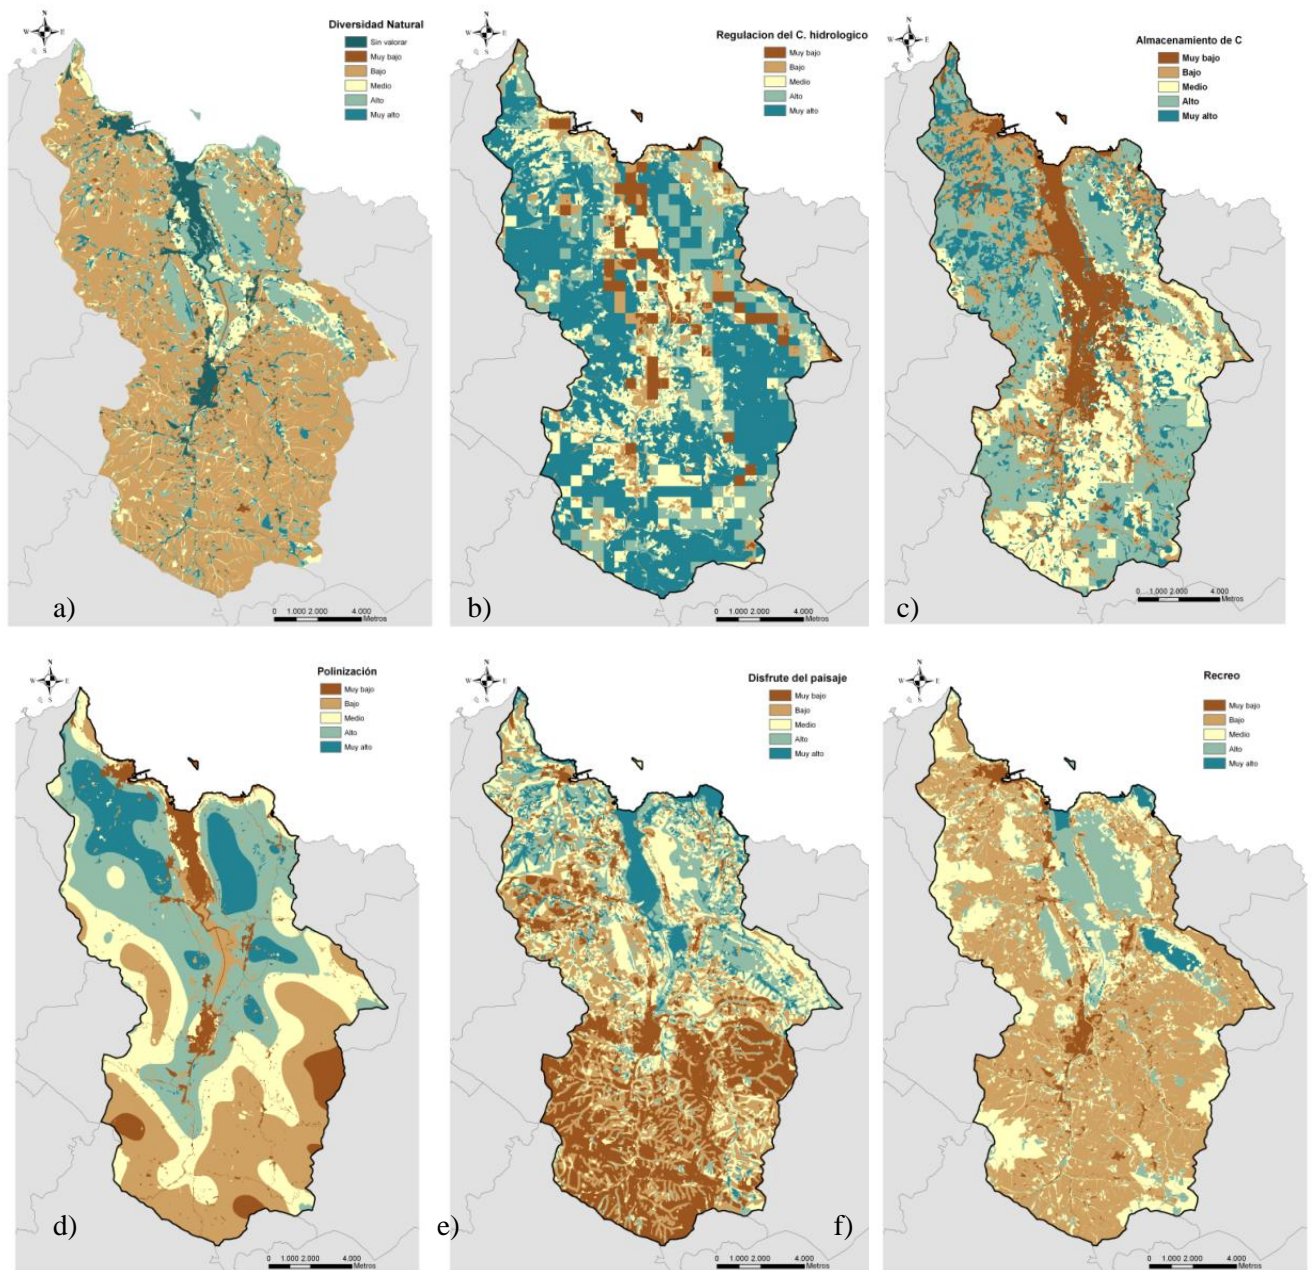 N
W E
S
Diversidad Natural
Sin valorar
Muy bajo
Bajo
Medio
Alto
Muy alto
a)
0 1.000 2.000 4.000
Metros
N
W E
S
Regulacion del C. hidrologico
Muy bajo
Bajo
Medio
Alto
Muy alto
b)
0 1.000 2.000 4.000
Metros
N
W E
S
Almacenamiento de C
Muy bajo
Bajo
Medio
Alto
Muy alto
c)
0 1.000 2.000 4.000
Metros
N
W E
S
Polinización
Muy bajo
Bajo
Medio
Alto
Muy alto
d)
0 1.000 2.000 4.000
Metros
N
W E
S
Disfrute del paisaje
Muy bajo
Bajo
Medio
Alto
Muy alto
e)
0 1.000 2.000 4.000
Metros
N
W E
S
Recreo
Muy bajo
Bajo
Medio
Alto
Muy alto
f)
0 1.000 2.000 4.000
Metros